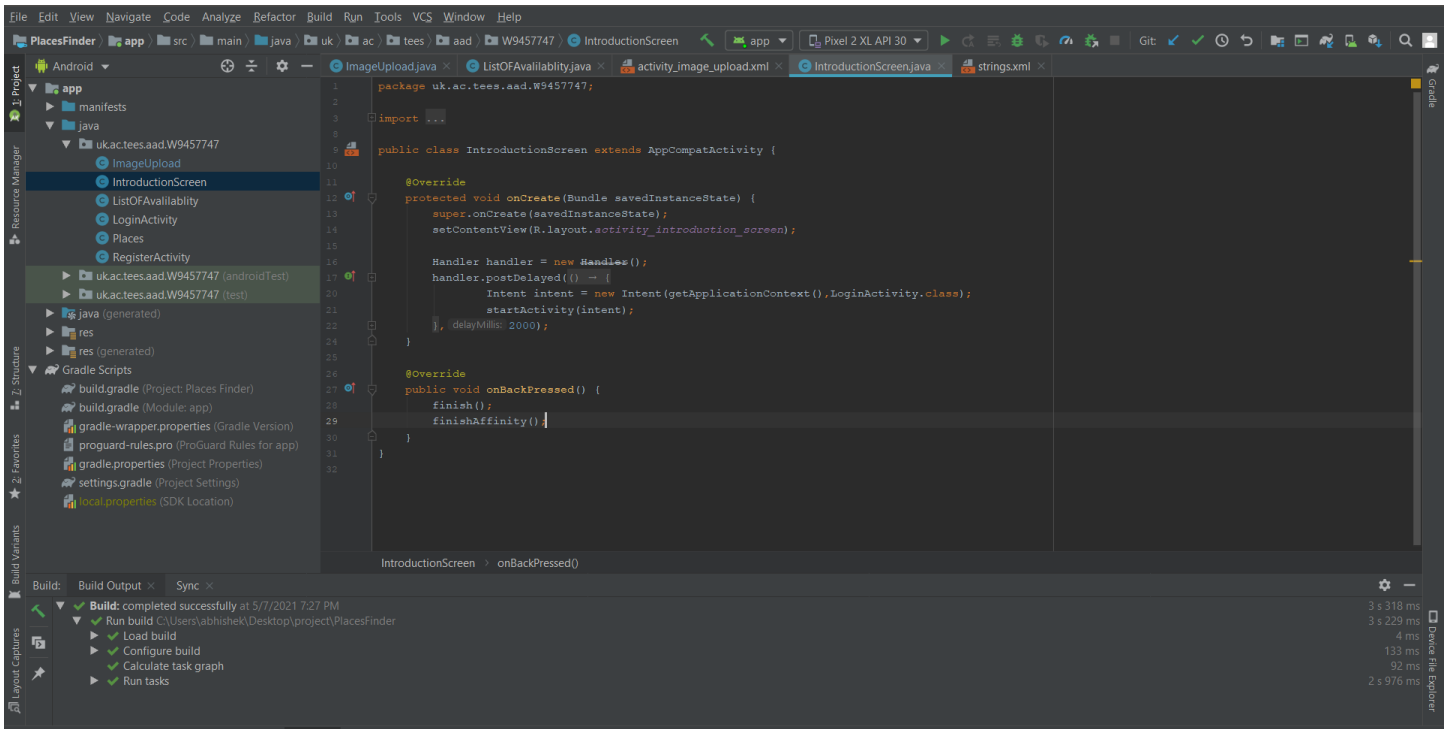 File Edit View Navigate Code Analyze Refactor Build Run Tools VCS Window Help
PlacesFinder app src main java uk ac tees aad W9457747 IntroductionScreen app Pixel 2 XL API 30 Git:
1: Project
Resource Manager
Z: Structure
2: Favorites
Build Variants
Layout Captures
Android
app
manifests
java
uk.ac.tees.aad.W9457747
ImageUpload
IntroductionScreen
ListOFAvalilablity
LoginActivity
Places
RegisterActivity
uk.ac.tees.aad.W9457747 (androidTest)
uk.ac.tees.aad.W9457747 (test)
java (generated)
res
res (generated)
Gradle Scripts
build.gradle (Project: Places Finder)
build.gradle (Module: app)
gradle-wrapper.properties (Gradle Version)
proguard-rules.pro (ProGuard Rules for app)
gradle.properties (Project Properties)
settings.gradle (Project Settings)
local.properties (SDK Location)
ImageUpload.java ListOFAvalilablity.java activity_image_upload.xml IntroductionScreen.java strings.xml
1 package uk.ac.tees.aad.W9457747;
2
3 import ...
8
9 public class IntroductionScreen extends AppCompatActivity {
10
11 @Override
12 protected void onCreate(Bundle savedInstanceState) {
13 super.onCreate(savedInstanceState);
14 setContentView(R.layout.activity_introduction_screen);
15
16 Handler handler = new Handler();
17 handler.postDelayed(() → {
20 Intent intent = new Intent(getApplicationContext(),LoginActivity.class);
21 startActivity(intent);
22 }, delayMillis: 2000);
24 }
25
26 @Override
27 public void onBackPressed() {
28 finish();
29 finishAffinity();
30 }
31 }
32
IntroductionScreen > onBackPressed()
Gradle
Device File Explorer
Build: Build Output Sync
Build: completed successfully at 5/7/2021 7:27 PM 3 s 318 ms
Run build C:\Users\abhishek\Desktop\project\PlacesFinder 3 s 229 ms
Load build 4 ms
Configure build 133 ms
Calculate task graph 92 ms
Run tasks 2 s 976 ms